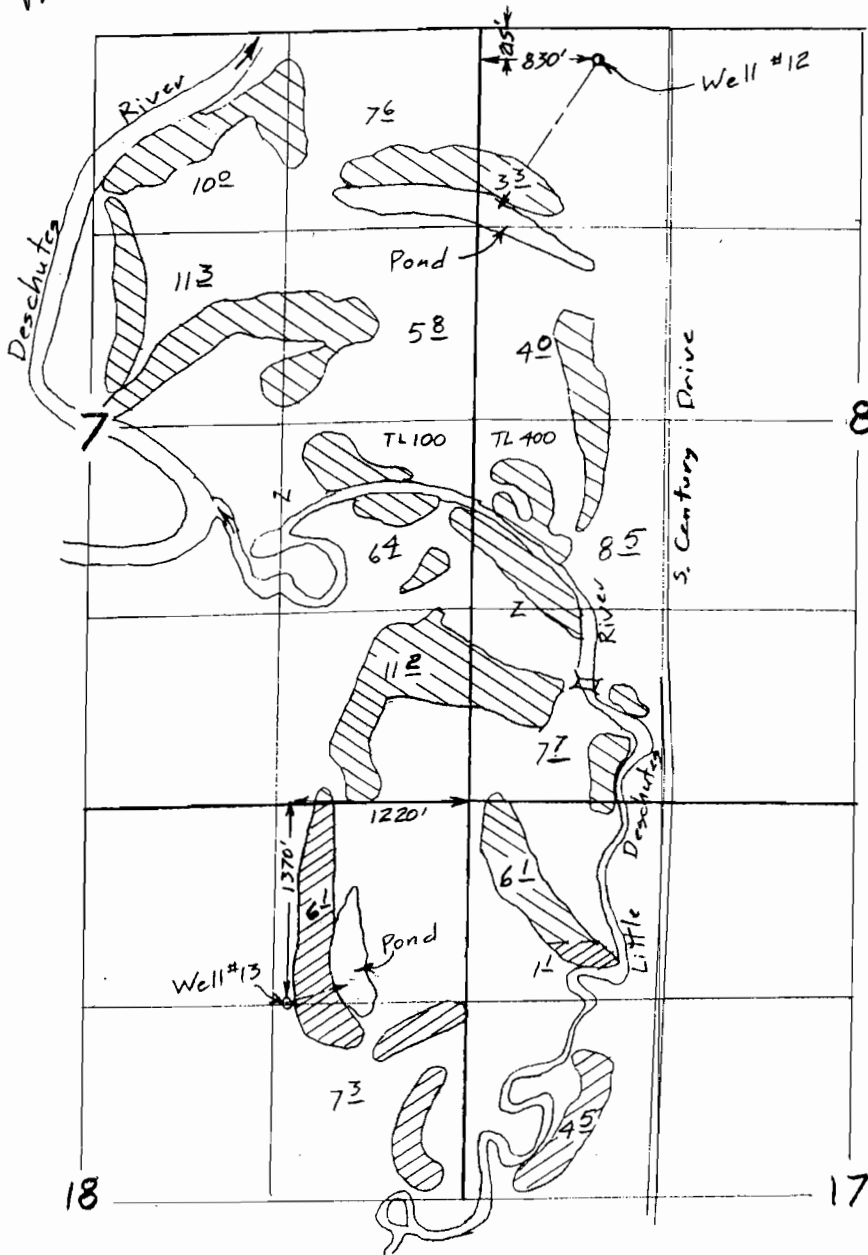 215'
830'
Well #12
River
7 6
10 0
3 3
Pond
Deschutes
11 3
5 8
4 0
S. Century Drive
7
8
TL 100
TL 400
Z
6 4
8 5
Z
River
11 2
7 7
1220'
1370'
6 1
6 1
Little Deschutes
Pond
1 1
Well #13
7 3
4 5
18
17